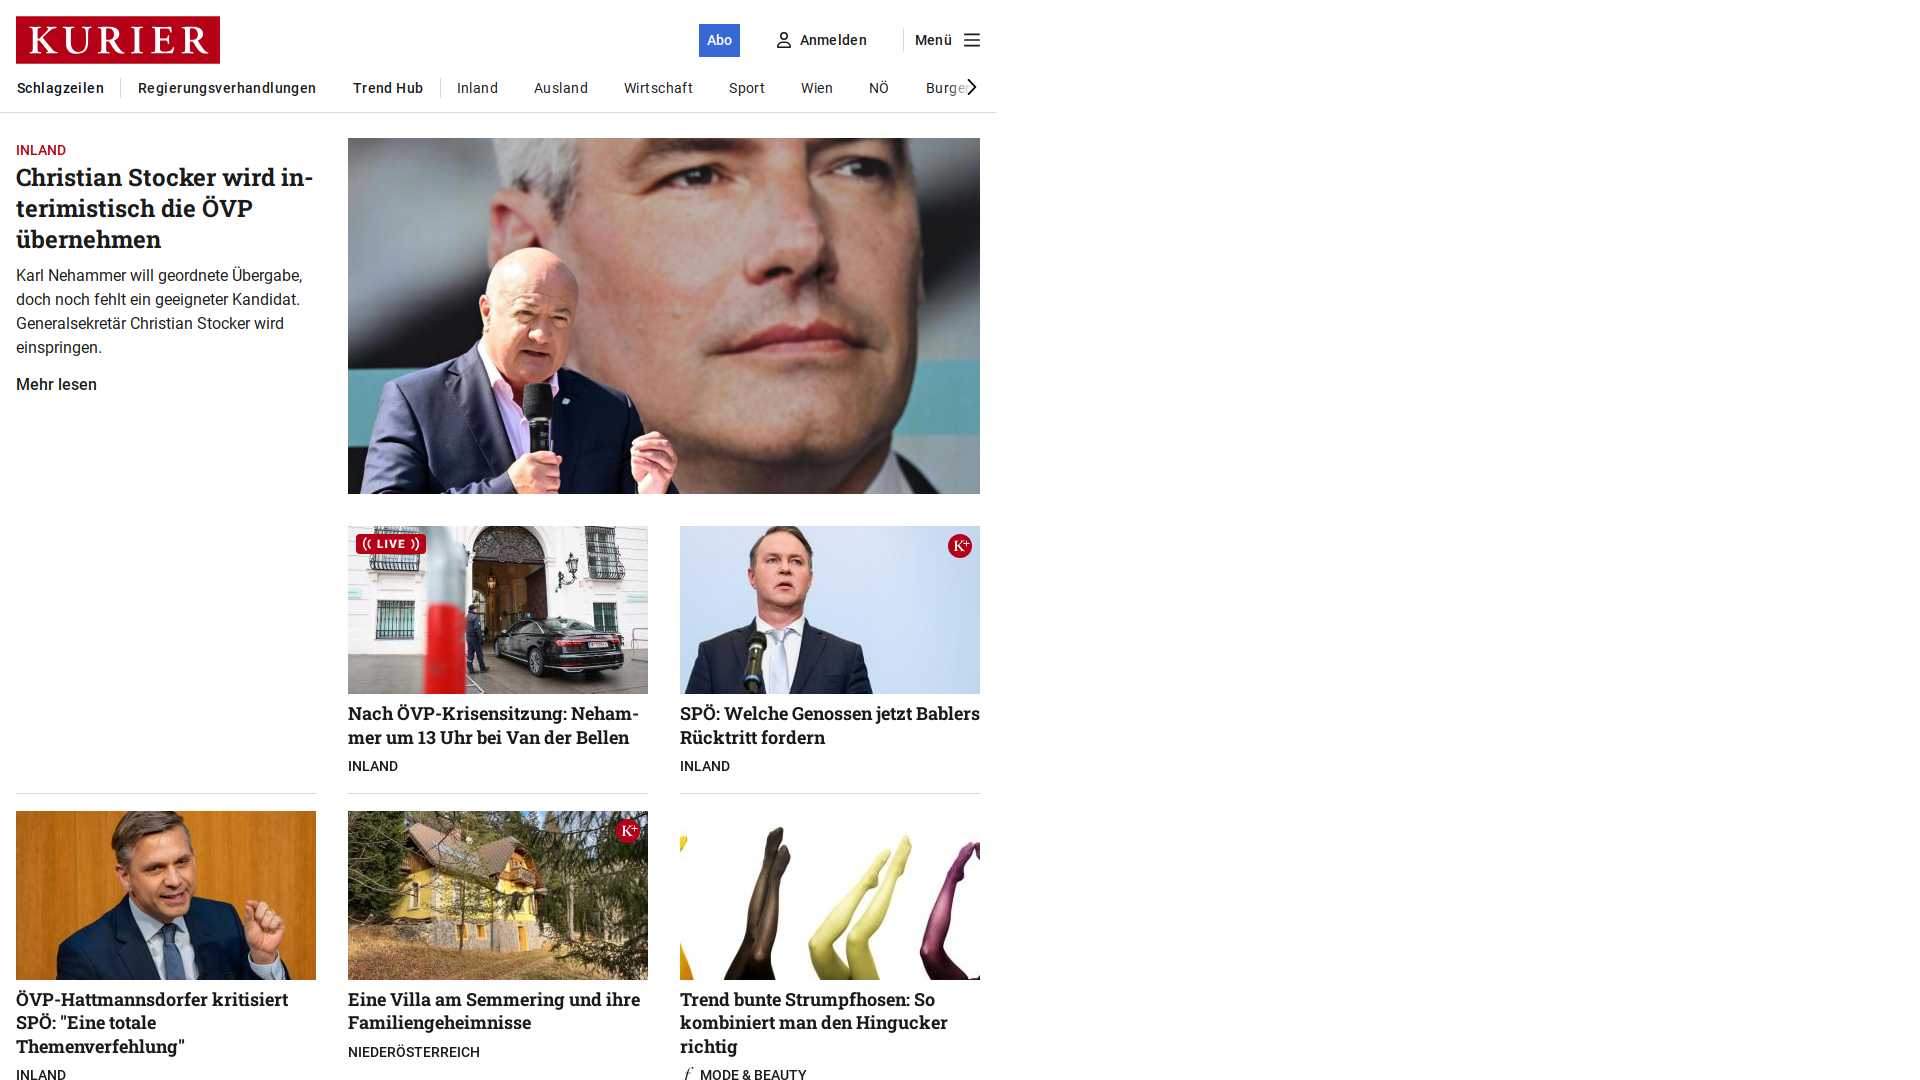 KURIER
Abo
Anmelden
Menü
Schlagzeilen
Regierungsverhandlungen
Trend Hub
Inland
Ausland
Wirtschaft
Sport
Wien
NÖ
INLAND
Christian Stocker wird in-
terimistisch die ÖVP
übernehmen
Karl Nehammer will geordnete Übergabe,
doch noch fehlt ein geeigneter Kandidat.
Generalsekretär Christian Stocker wird
einspringen.
Mehr lesen
LIVE
Nach ÖVP-Krisensitzung: Neham-
mer um 13 Uhr bei Van der Bellen
INLAND
K+
SPÖ: Welche Genossen jetzt Bablers
Rücktritt fordern
INLAND
ÖVP-Hattmannsdorfer kritisiert
SPÖ: "Eine totale
Themenverfehlung"
INLAND
K+
Eine Villa am Semmering und ihre
Familiengeheimnisse
NIEDERÖSTERREICH
Trend bunte Strumpfhosen: So
kombiniert man den Hingucker
richtig
f MODE & BEAUTY